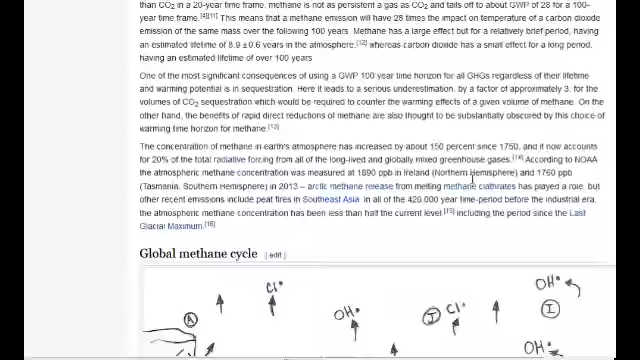 than CO2 in a 20-year time frame, methane is not as persistent a gas as CO2 and tails off to about GWP of 28 for a 100-
year time frame.[4][11] This means that a methane emission will have 28 times the impact on temperature of a carbon dioxide
emission of the same mass over the following 100 years. Methane has a large effect but for a relatively brief period, having
an estimated lifetime of 8.9±0.6 years in the atmosphere,[12] whereas carbon dioxide has a small effect for a long period,
having an estimated lifetime of over 100 years
One of the most significant consequences of using a GWP 100 year time horizon for all GHGs regardless of their lifetime
and warming potential is in sequestration. Here it leads to a serious underestimation, by a factor of approximately 3, for
the volumes of CO2 sequestration which would be required to counter the warming effects of a given volume of methane. On the
other hand, the benefits of rapid direct reductions of methane are also thought to be substantially obscured by this choice of
warming time horizon for methane.[13]
The concentration of methane in earth's atmosphere has increased by about 150 percent since 1750, and it now accounts
for 20% of the total radiative forcing from all of the long-lived and globally mixed greenhouse gases.[14] According to NOAA
the atmospheric methane concentration was measured at 1890 ppb in Ireland (Northern Hemisphere) and 1760 ppb
(Tasmania, Southern Hemisphere) in 2013 – arctic methane release from melting methane clathrates has played a role, but
other recent emissions include peat fires in Southeast Asia. in all of the 420,000 year time-period before the industrial era,
the atmospheric methane concentration has been less than half the current level,[15] including the period since the Last
Glacial Maximum.[16]
Global methane cycle [edit]
OH•
Cl•
A
OH•
J
Cl•
I
OH•